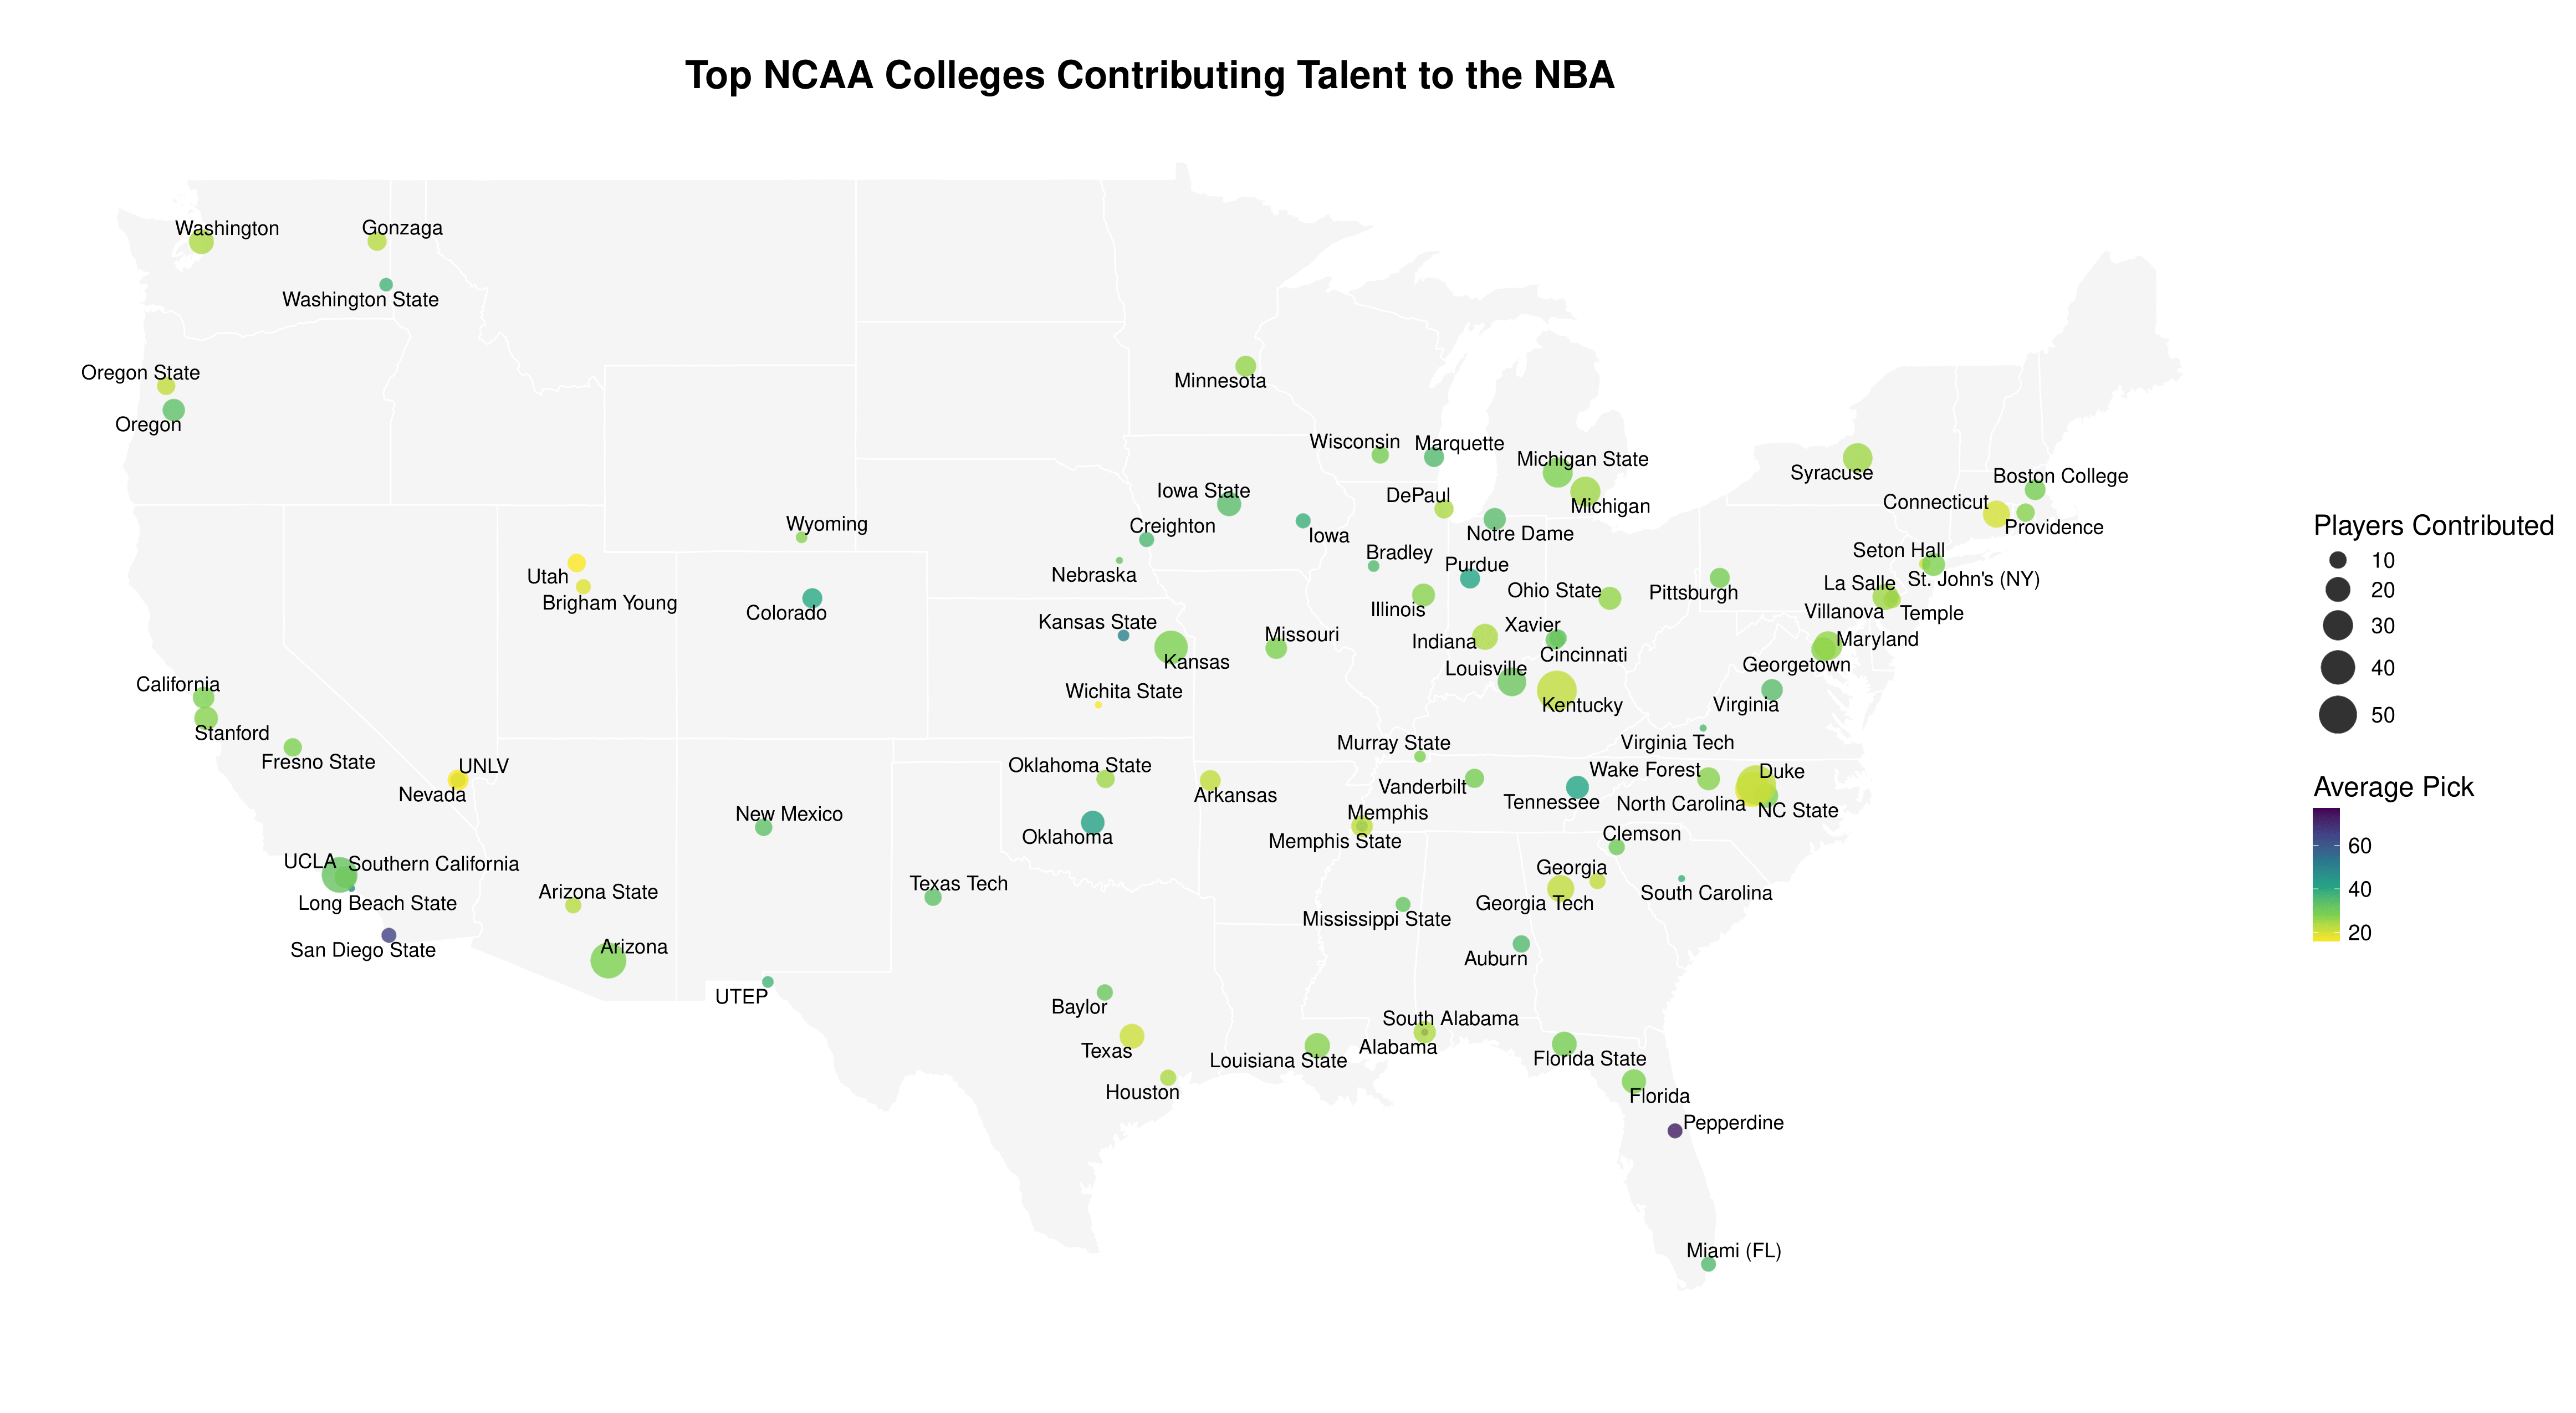 Top NCAA Colleges Contributing Talent to the NBA
Washington
Gonzaga
Washington State
Oregon State
Oregon
Minnesota
Wisconsin
Marquette
Michigan State
Michigan
Syracuse
Boston College
Connecticut
Providence
Iowa State
DePaul
Creighton
Iowa
Notre Dame
Wyoming
Utah
Brigham Young
Colorado
Nebraska
Bradley
Purdue
Illinois
Ohio State
Pittsburgh
Seton Hall
St. John's (NY)
La Salle
Villanova
Temple
Kansas State
Kansas
Missouri
Indiana
Xavier
Cincinnati
Maryland
Georgetown
Louisville
Kentucky
Virginia
Wichita State
California
Stanford
Fresno State
UNLV
Nevada
Oklahoma State
Arkansas
Murray State
Vanderbilt
Virginia Tech
Wake Forest
Duke
Tennessee
North Carolina
NC State
New Mexico
Oklahoma
Memphis
Memphis State
Clemson
UCLA
Southern California
Long Beach State
San Diego State
Arizona State
Arizona
Texas Tech
Georgia
Georgia Tech
South Carolina
Mississippi State
Auburn
UTEP
Baylor
Texas
Houston
Louisiana State
South Alabama
Alabama
Florida State
Florida
Pepperdine
Miami (FL)
Players Contributed
10
20
30
40
50
Average Pick
60
40
20